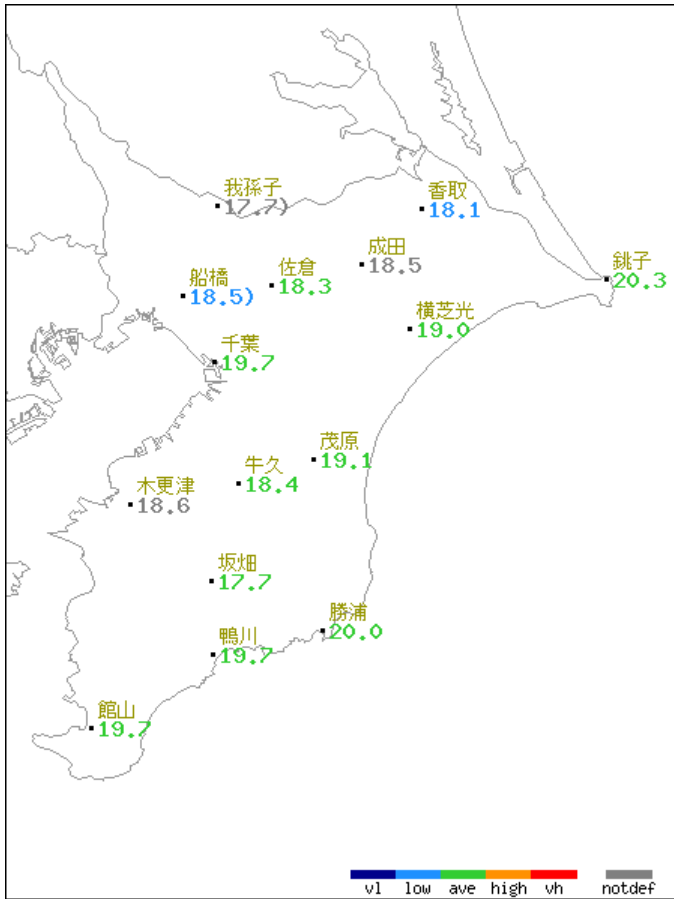 我孫子
17.7)
香取
18.1
成田
18.5
銚子
20.3
船橋
18.5)
佐倉
18.3
横芝光
19.0
千葉
19.7
茂原
19.1
牛久
18.4
木更津
18.6
坂畑
17.7
勝浦
20.0
鴨川
19.7
館山
19.7
vl low ave high vh notdef